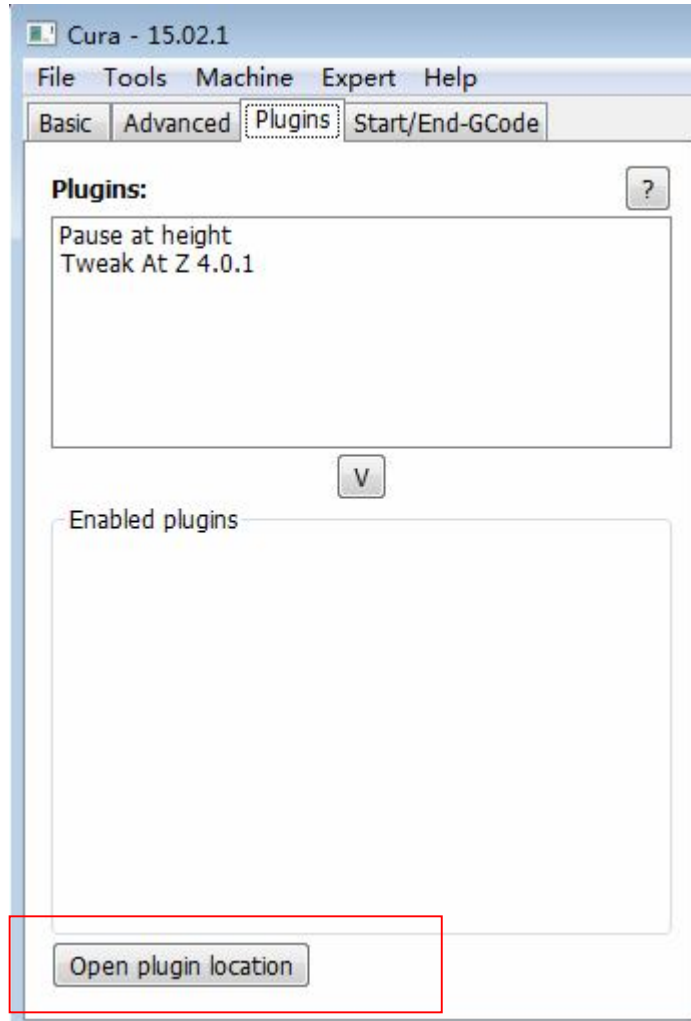 Cura - 15.02.1
File Tools Machine Expert Help
Basic Advanced Plugins Start/End-GCode
Plugins: ?
Pause at height
Tweak At Z 4.0.1
V
Enabled plugins
Open plugin location